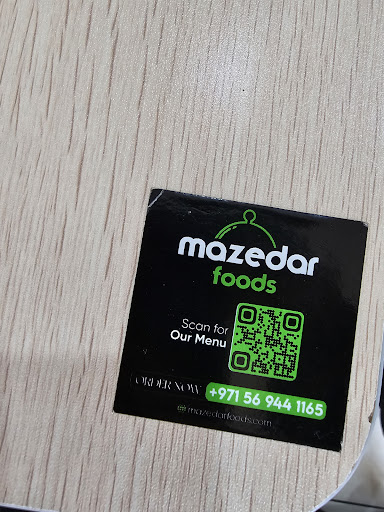 mazedar
foods
Scan for
Our Menu
ORDER NOW
+971 56 944 1165
mazedarfoods.com